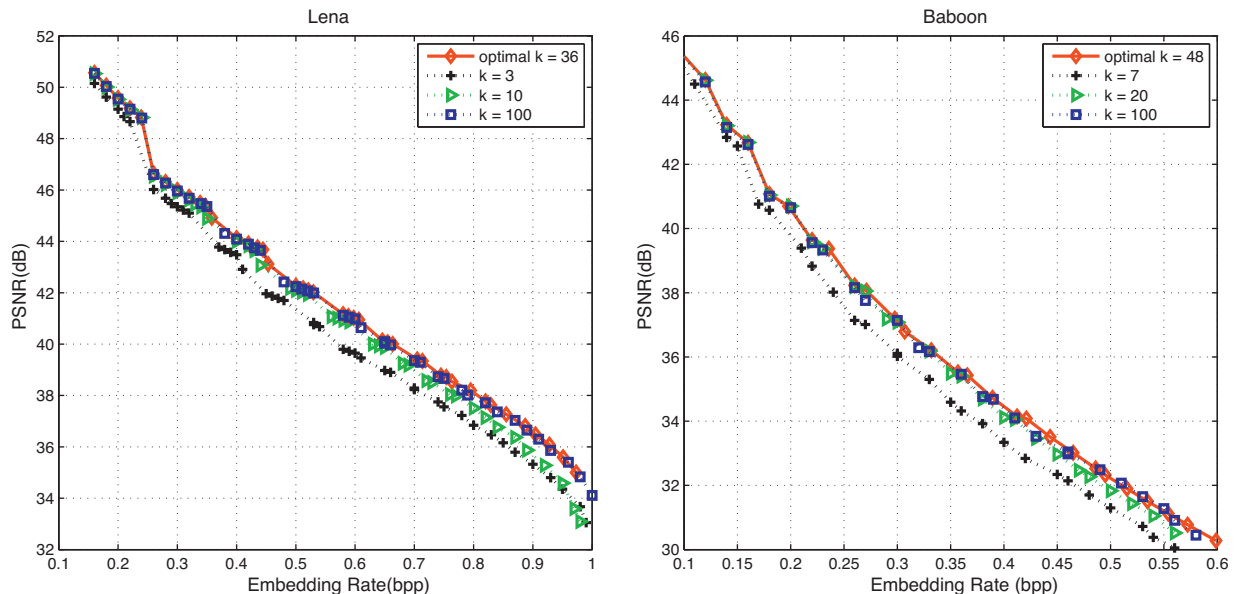 Lena
52
50
48
46
44
42
40
38
36
34
32
0.1
0.2
0.3
0.4
0.5
0.6
0.7
0.8
0.9
1
PSNR(dB)
Embedding Rate(bpp)
optimal k = 36
k = 3
k = 10
k = 100
Baboon
46
44
42
40
38
36
34
32
30
0.1
0.15
0.2
0.25
0.3
0.35
0.4
0.45
0.5
0.55
0.6
PSNR(dB)
Embedding Rate (bpp)
optimal k = 48
k = 7
k = 20
k = 100